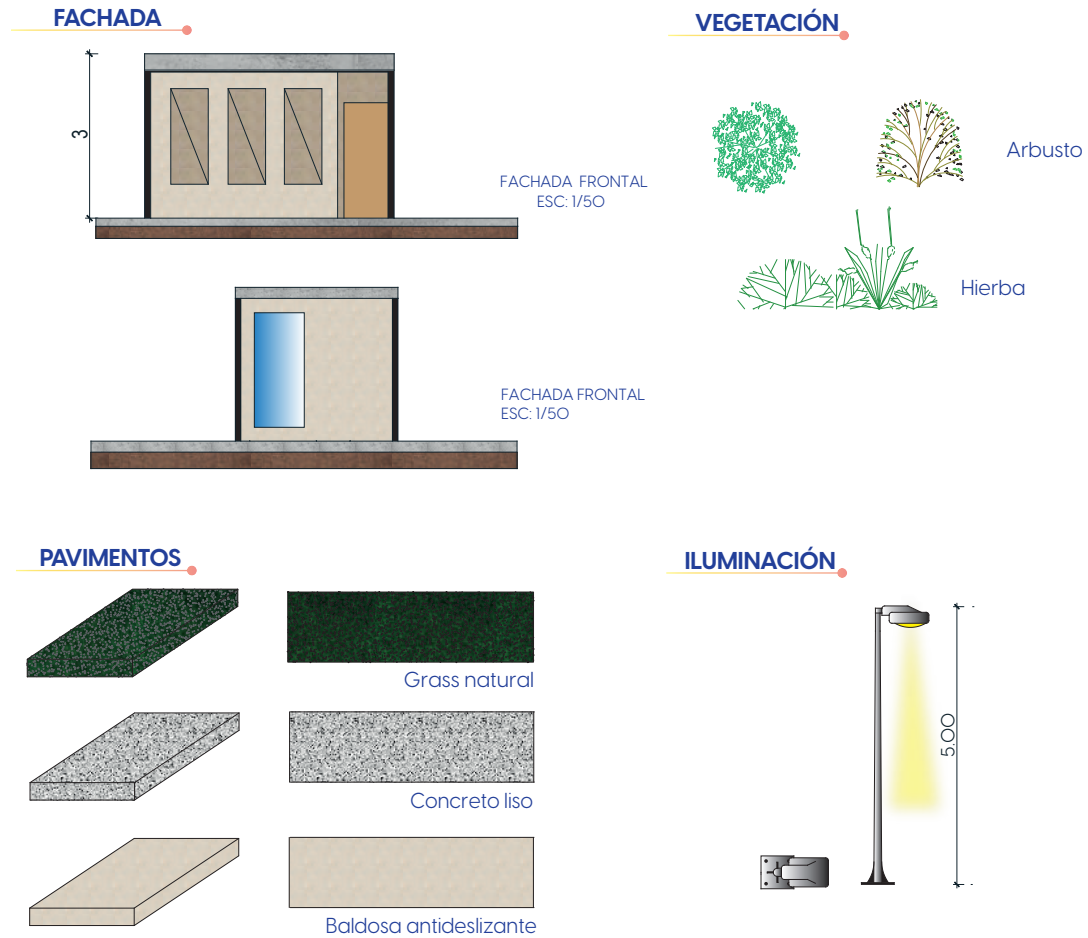 FACHADA
3
FACHADA FRONTAL
ESC: 1/50
FACHADA FRONTAL
ESC: 1/50
VEGETACIÓN
Arbusto
Hierba
PAVIMENTOS
Grass natural
Concreto liso
Baldosa antideslizante
ILUMINACIÓN
5.00